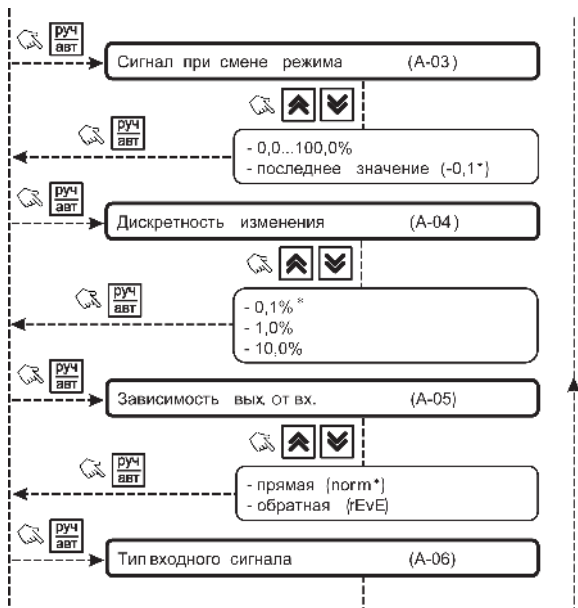 руч
авт
Сигнал при смене режима (А-03)
руч
авт
- 0,0...100,0%
- последнее значение (-0,1*)
руч
авт
Дискретность изменения (А-04)
руч
авт
- 0,1%*
- 1,0%
- 10,0%
руч
авт
Зависимость вых. от вх. (А-05)
руч
авт
- прямая (norm*)
- обратная (rEvE)
руч
авт
Тип входного сигнала (А-06)